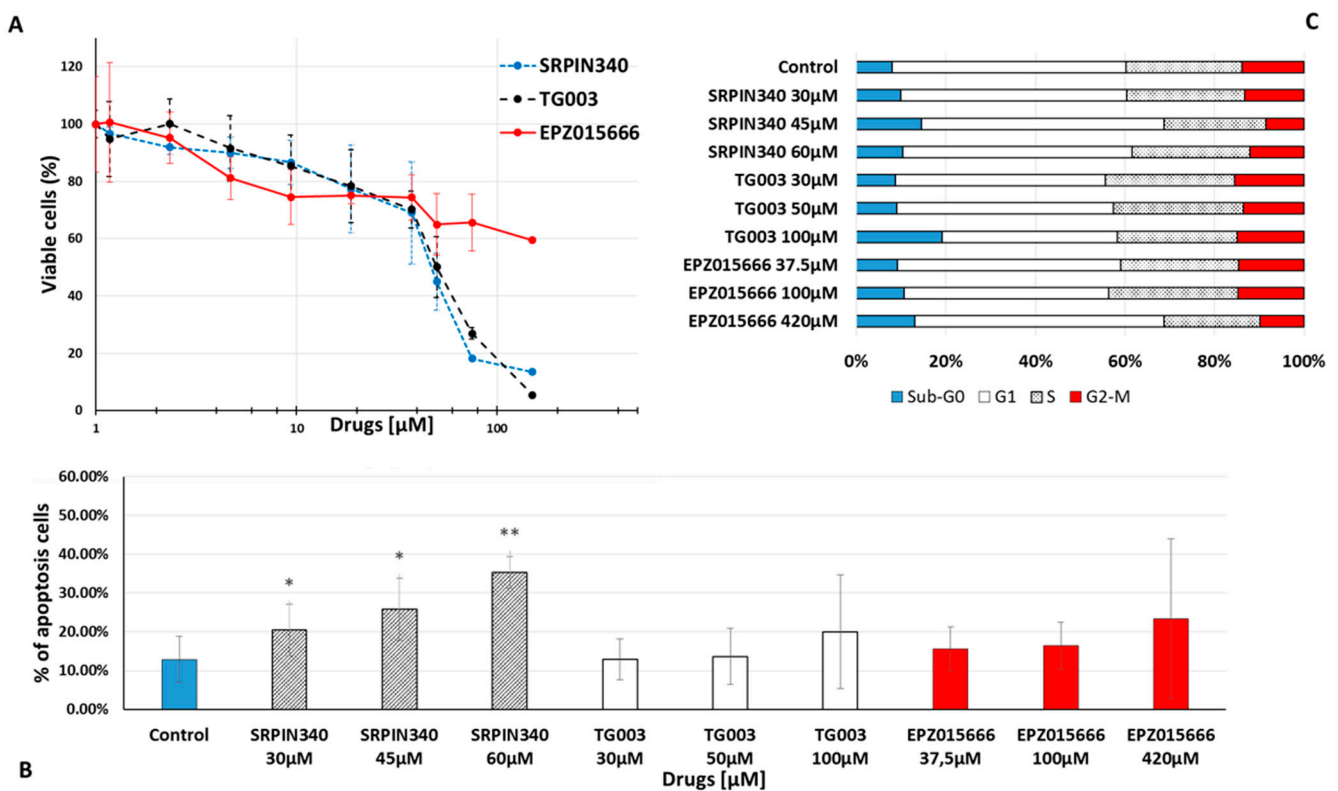 A
120
100
80
60
40
20
0
Viable cells (%)
1
10
100
Drugs [µM]
SRPIN340
TG003
EPZ015666
C
Control
SRPIN340 30µM
SRPIN340 45µM
SRPIN340 60µM
TG003 30µM
TG003 50µM
TG003 100µM
EPZ015666 37.5µM
EPZ015666 100µM
EPZ015666 420µM
0% 20% 40% 60% 80% 100%
Sub-G0 G1 S G2-M
60.00%
50.00%
40.00%
30.00%
20.00%
10.00%
0.00%
% of apoptosis cells
* * **
Control SRPIN340 SRPIN340 SRPIN340 TG003 TG003 TG003 EPZ015666 EPZ015666 EPZ015666
30µM 45µM 60µM 30µM 50µM 100µM 37,5µM 100µM 420µM
Drugs [µM]
B